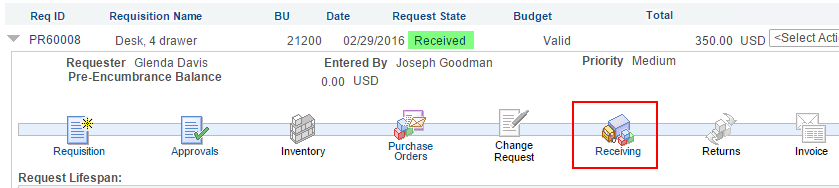 Req ID Requisition Name BU Date Request State Budget Total
PR60008 Desk, 4 drawer 21200 02/29/2016 Received Valid 350.00 USD <Select Acti
Requester Glenda Davis Entered By Joseph Goodman Priority Medium
Pre-Encumbrance Balance 0.00 USD
Requisition Approvals Inventory Purchase Orders Change Request Receiving Returns Invoice
Request Lifespan: